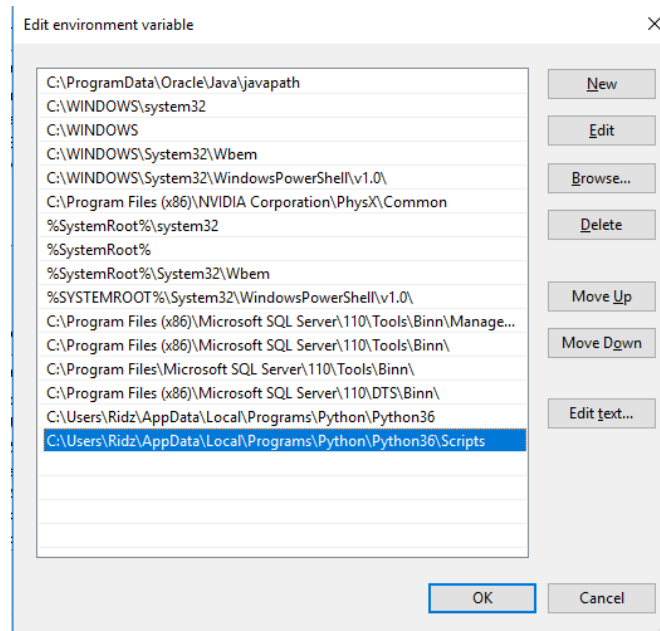 Edit environment variable
C:\ProgramData\Oracle\Java\javapath
C:\WINDOWS\system32
C:\WINDOWS
C:\WINDOWS\System32\Wbem
C:\WINDOWS\System32\WindowsPowerShell\v1.0\
C:\Program Files (x86)\NVIDIA Corporation\PhysX\Common
%SystemRoot%\system32
%SystemRoot%
%SystemRoot%\System32\Wbem
%SYSTEMROOT%\System32\WindowsPowerShell\v1.0\
C:\Program Files (x86)\Microsoft SQL Server\110\Tools\Binn\Manage...
C:\Program Files (x86)\Microsoft SQL Server\110\Tools\Binn\
C:\Program Files\Microsoft SQL Server\110\Tools\Binn\
C:\Program Files (x86)\Microsoft SQL Server\110\DTS\Binn\
C:\Users\Ridz\AppData\Local\Programs\Python\Python36
C:\Users\Ridz\AppData\Local\Programs\Python\Python36\Scripts
New
Edit
Browse...
Delete
Move Up
Move Down
Edit text...
OK
Cancel